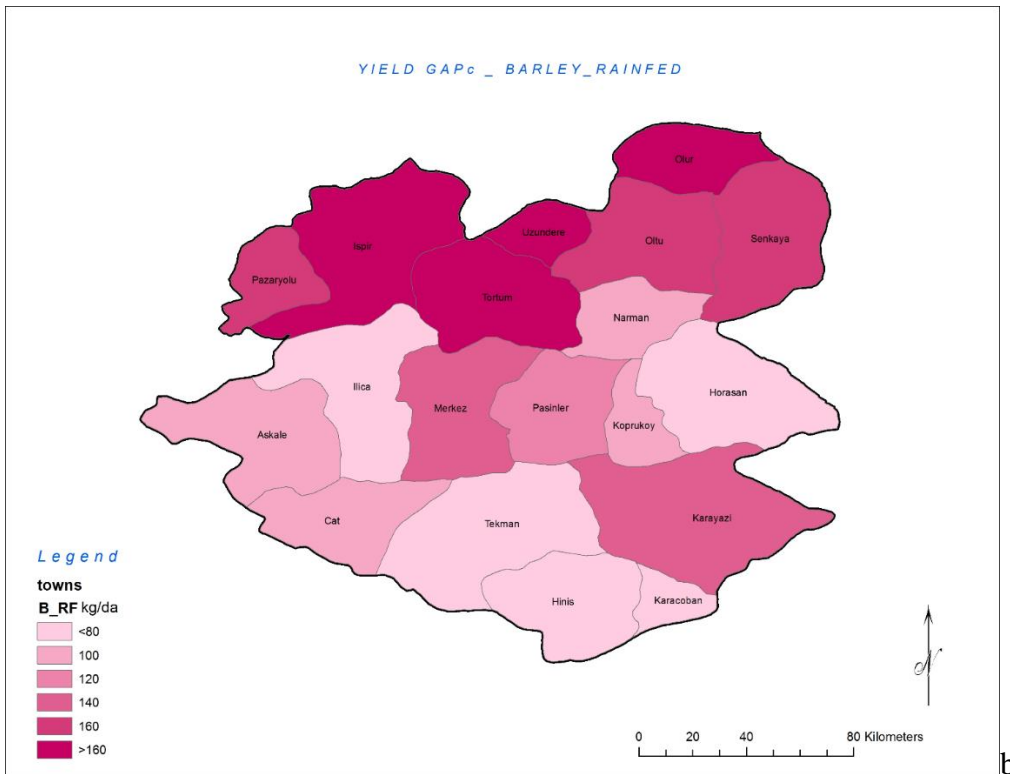 YIELD GAPc _ BARLEY_RAINFED
Olur
Uzundere
Oltu
Senkaya
Ispir
Pazaryolu
Tortum
Narman
Ilica
Horasan
Merkez
Pasinler
Koprukoy
Askale
Cat
Tekman
Karayazi
Hinis
Karacoban
Legend
towns
B_RF kg/da
<80
100
120
140
160
>160
N
0 20 40 60 80 Kilometers
b